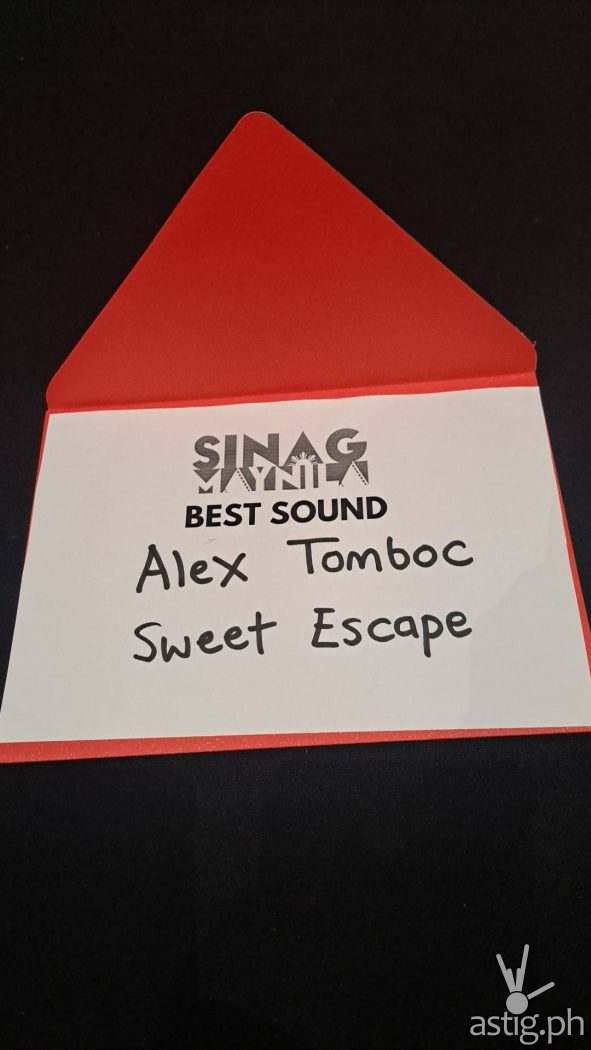 SINAG
MAYNILA
BEST SOUND
Alex Tomboc
Sweet Escape
astig.ph